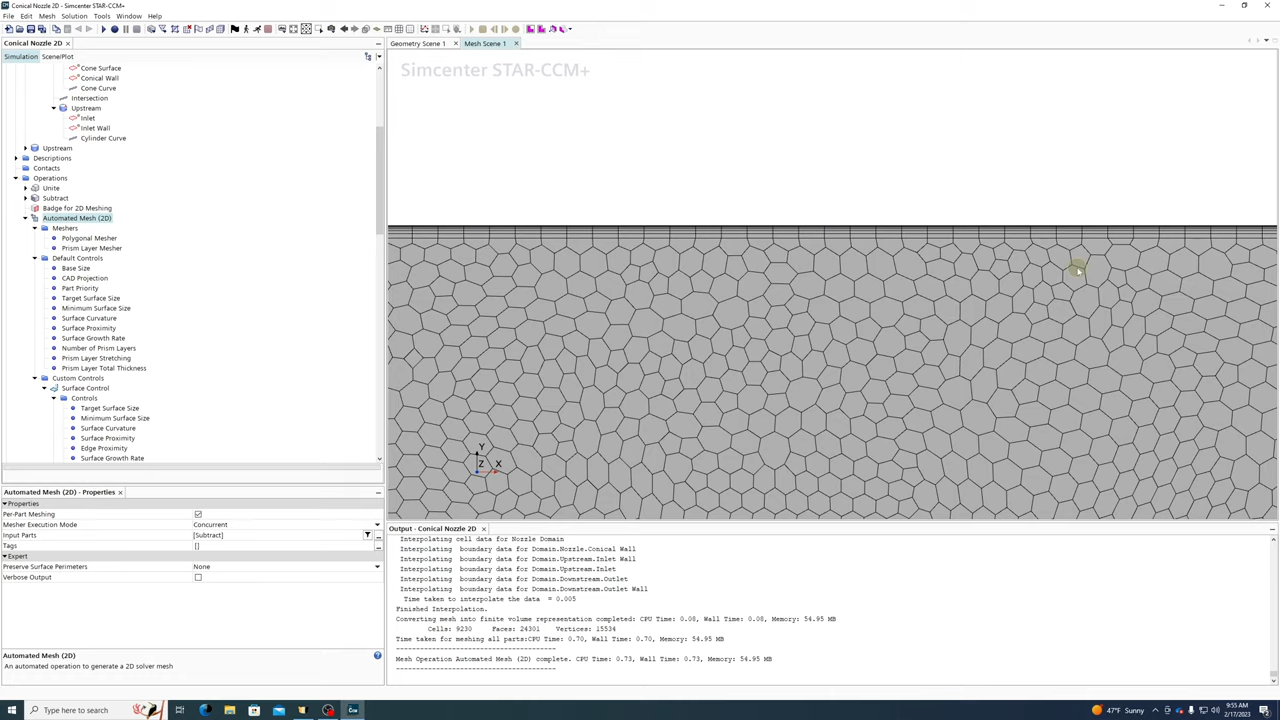 Conical Nozzle 2D - Simcenter STAR-CCM+
File Edit Mesh Solution Tools Window Help
Conical Nozzle 2D
Simulation Scene/Plot
Cone Surface
Conical Wall
Cone Curve
Intersection
Upstream
Inlet
Inlet Wall
Cylinder Curve
Upstream
Descriptions
Contacts
Operations
Unite
Subtract
Badge for 2D Meshing
Automated Mesh (2D)
Meshers
Polygonal Mesher
Prism Layer Mesher
Default Controls
Base Size
CAD Projection
Part Priority
Target Surface Size
Minimum Surface Size
Surface Curvature
Surface Proximity
Surface Growth Rate
Number of Prism Layers
Prism Layer Stretching
Prism Layer Total Thickness
Custom Controls
Surface Control
Controls
Target Surface Size
Minimum Surface Size
Surface Curvature
Surface Proximity
Edge Proximity
Surface Growth Rate
Automated Mesh (2D) - Properties
Properties
Per-Part Meshing
Mesher Execution Mode Concurrent
Input Parts [Subtract]
Tags []
Expert
Preserve Surface Perimeters None
Verbose Output
Automated Mesh (2D)
An automated operation to generate a 2D solver mesh
Geometry Scene 1 Mesh Scene 1
Simcenter STAR-CCM+
Y
Z X
Output - Conical Nozzle 2D
Interpolating cell data for Nozzle Domain
Interpolating boundary data for Domain.Nozzle.Conical Wall
Interpolating boundary data for Domain.Upstream.Inlet Wall
Interpolating boundary data for Domain.Upstream.Inlet
Interpolating boundary data for Domain.Downstream.Outlet
Interpolating boundary data for Domain.Downstream.Outlet Wall
Time taken to interpolate the data = 0.005
Finished Interpolation.
Converting mesh into finite volume representation completed: CPU Time: 0.08, Wall Time: 0.08, Memory: 54.95 MB
Cells: 9230 Faces: 24301 Vertices: 15534
Time taken for meshing all parts:CPU Time: 0.70, Wall Time: 0.70, Memory: 54.95 MB
----------------------------------------
Mesh Operation Automated Mesh (2D) complete. CPU Time: 0.73, Wall Time: 0.73, Memory: 54.95 MB
----------------------------------------
Type here to search
47°F Sunny
9:55 AM
2/17/2023